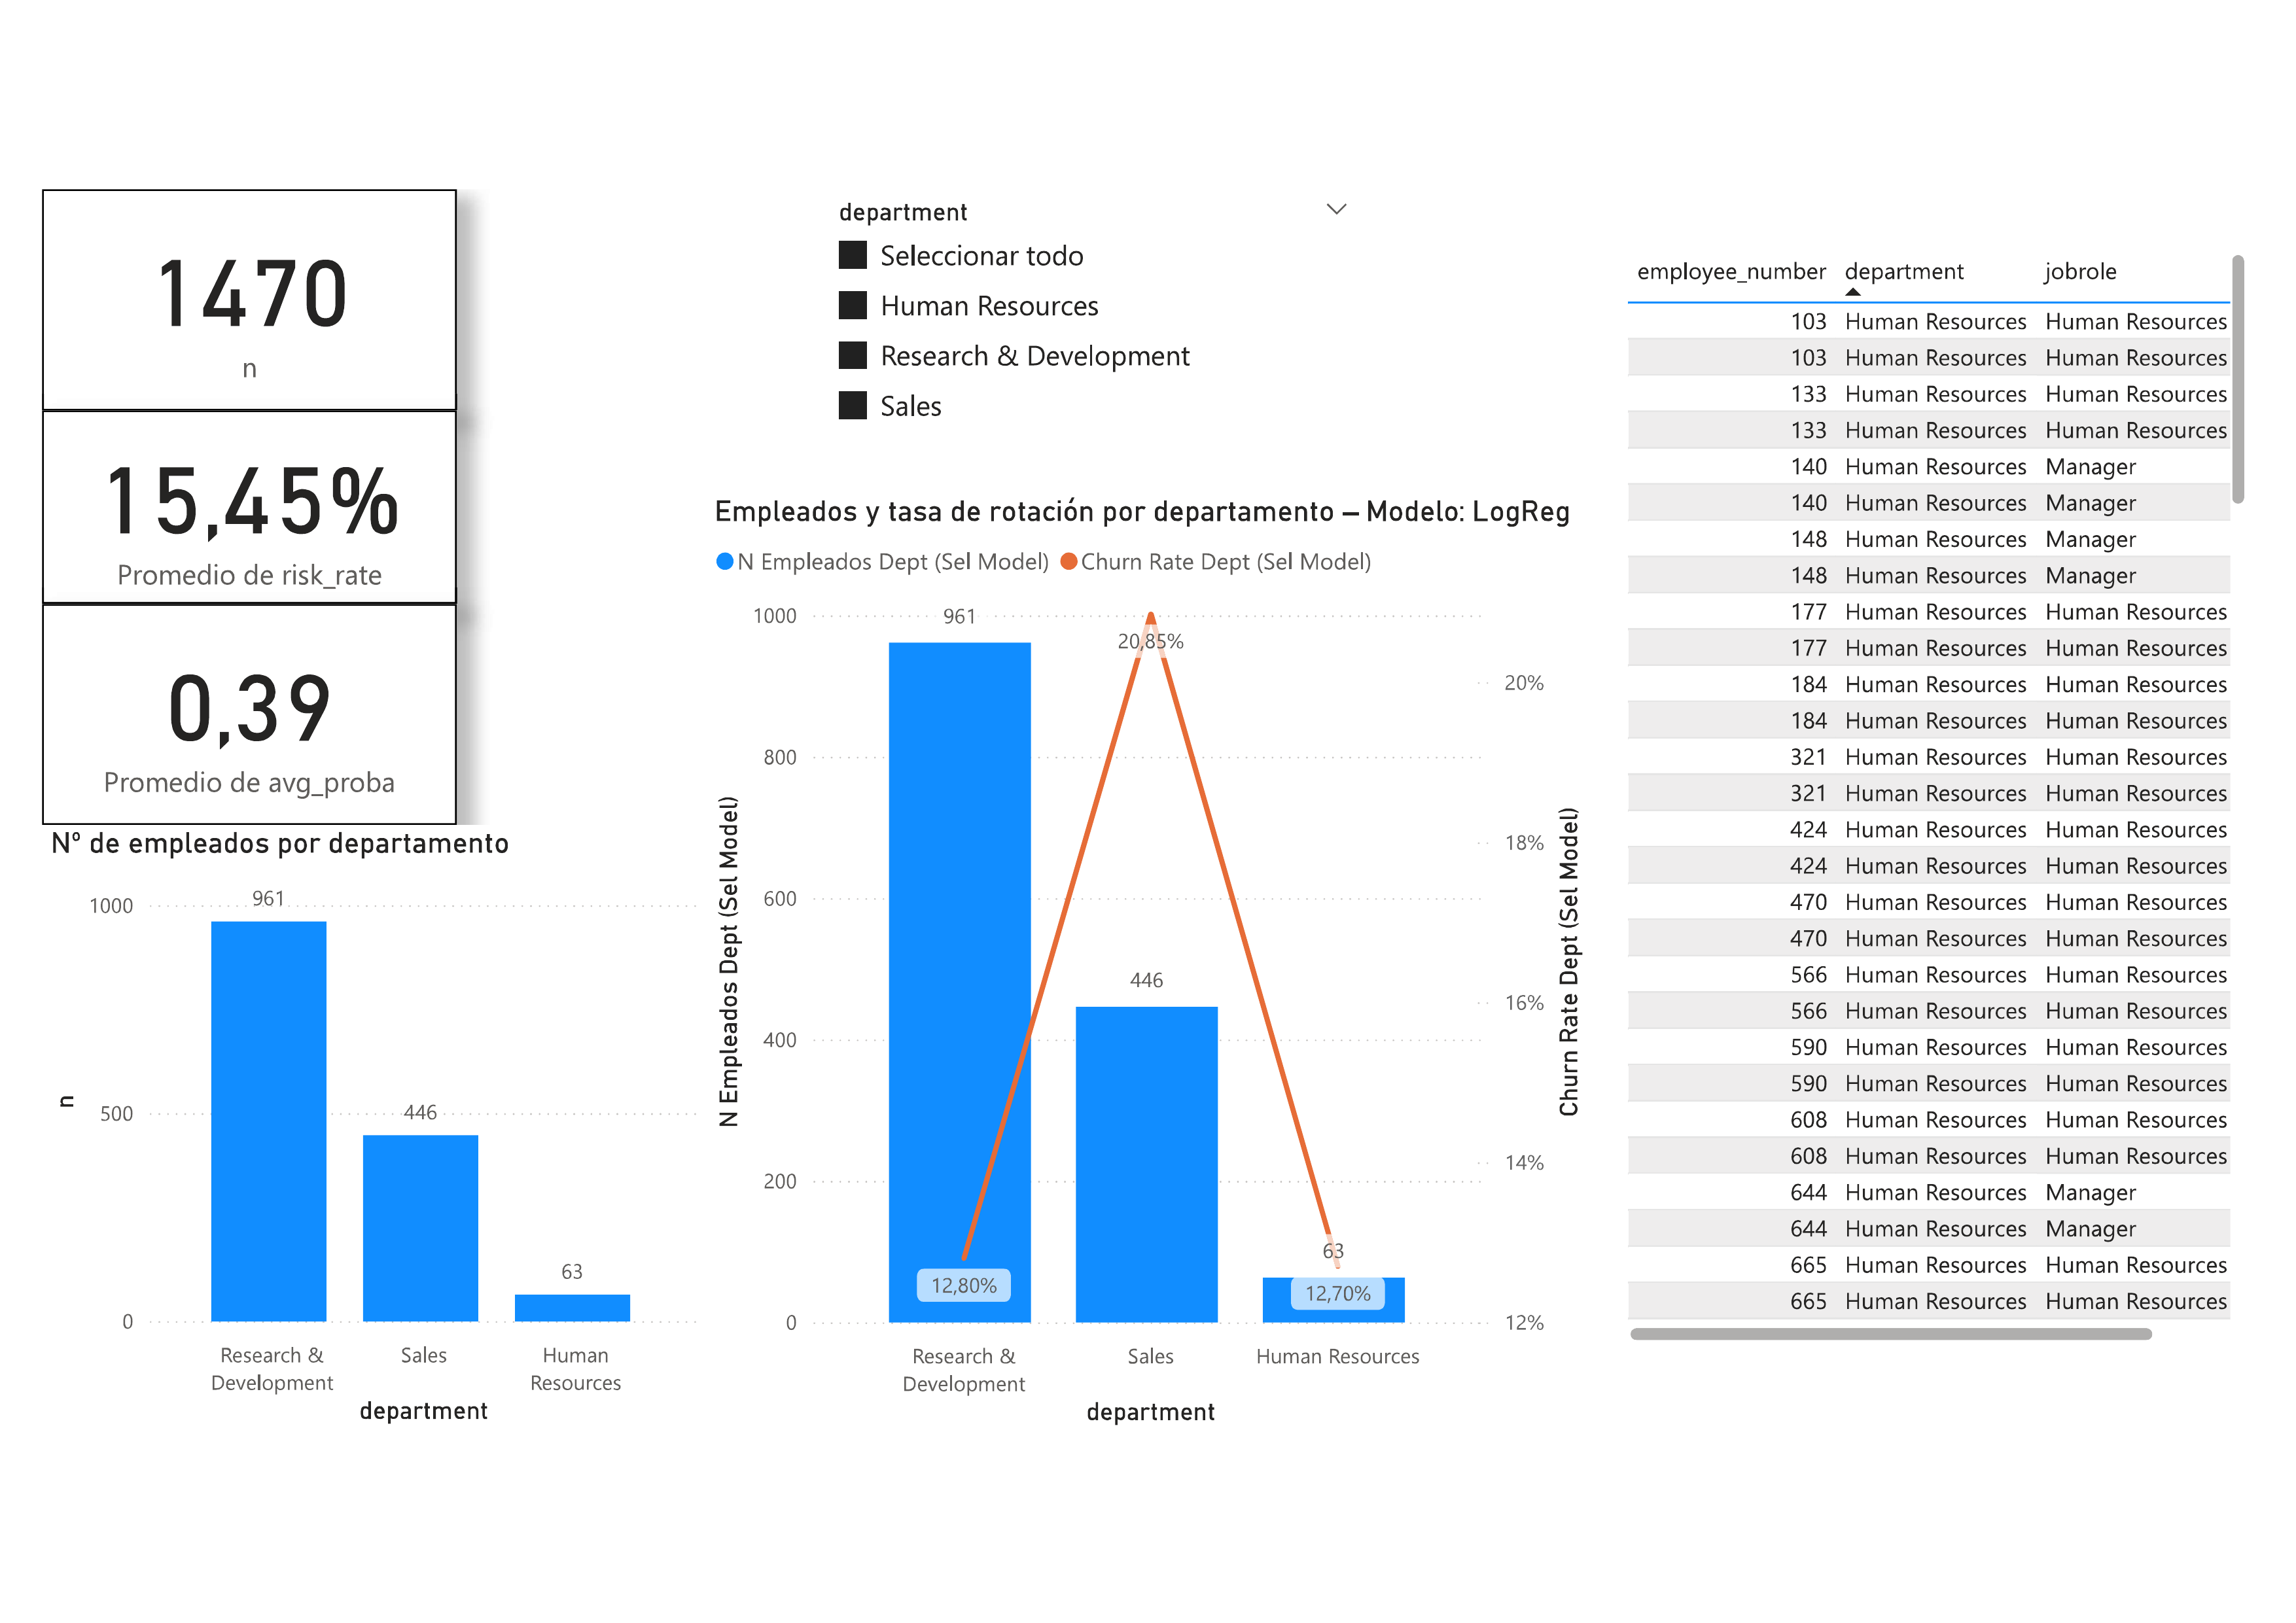 1470
n
15,45%
Promedio de risk_rate
0,39
Promedio de avg_proba
Nº de empleados por departamento
1000
500
0
n
961
446
63
Research &
Development
Sales
Human
Resources
department
department
Seleccionar todo
Human Resources
Research & Development
Sales
Empleados y tasa de rotación por departamento – Modelo: LogReg
N Empleados Dept (Sel Model) Churn Rate Dept (Sel Model)
N Empleados Dept (Sel Model)
1000
800
600
400
200
0
961
20,85%
446
63
12,80%
12,70%
20%
18%
16%
14%
12%
Churn Rate Dept (Sel Model)
Research &
Development
Sales
Human Resources
department
employee_number department jobrole
103 Human Resources Human Resources
103 Human Resources Human Resources
133 Human Resources Human Resources
133 Human Resources Human Resources
140 Human Resources Manager
140 Human Resources Manager
148 Human Resources Manager
148 Human Resources Manager
177 Human Resources Human Resources
177 Human Resources Human Resources
184 Human Resources Human Resources
184 Human Resources Human Resources
321 Human Resources Human Resources
321 Human Resources Human Resources
424 Human Resources Human Resources
424 Human Resources Human Resources
470 Human Resources Human Resources
470 Human Resources Human Resources
566 Human Resources Human Resources
566 Human Resources Human Resources
590 Human Resources Human Resources
590 Human Resources Human Resources
608 Human Resources Human Resources
608 Human Resources Human Resources
644 Human Resources Manager
644 Human Resources Manager
665 Human Resources Human Resources
665 Human Resources Human Resources